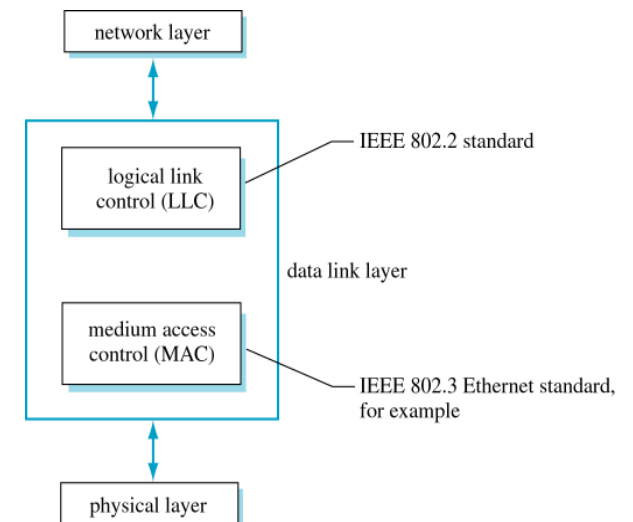 network layer
IEEE 802.2 standard
logical link
control (LLC)
data link layer
medium access
control (MAC)
IEEE 802.3 Ethernet standard,
for example
physical layer